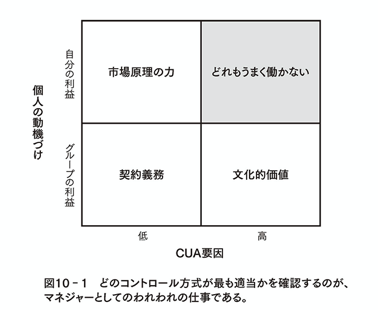 個人の動機づけ
自分の利益
グループの利益
市場原理の力
どれもうまく働かない
契約義務
文化的価値
低
高
CUA要因
図10-1　どのコントロール方式が最も適当かを確認するのが、
マネジャーとしてのわれわれの仕事である。